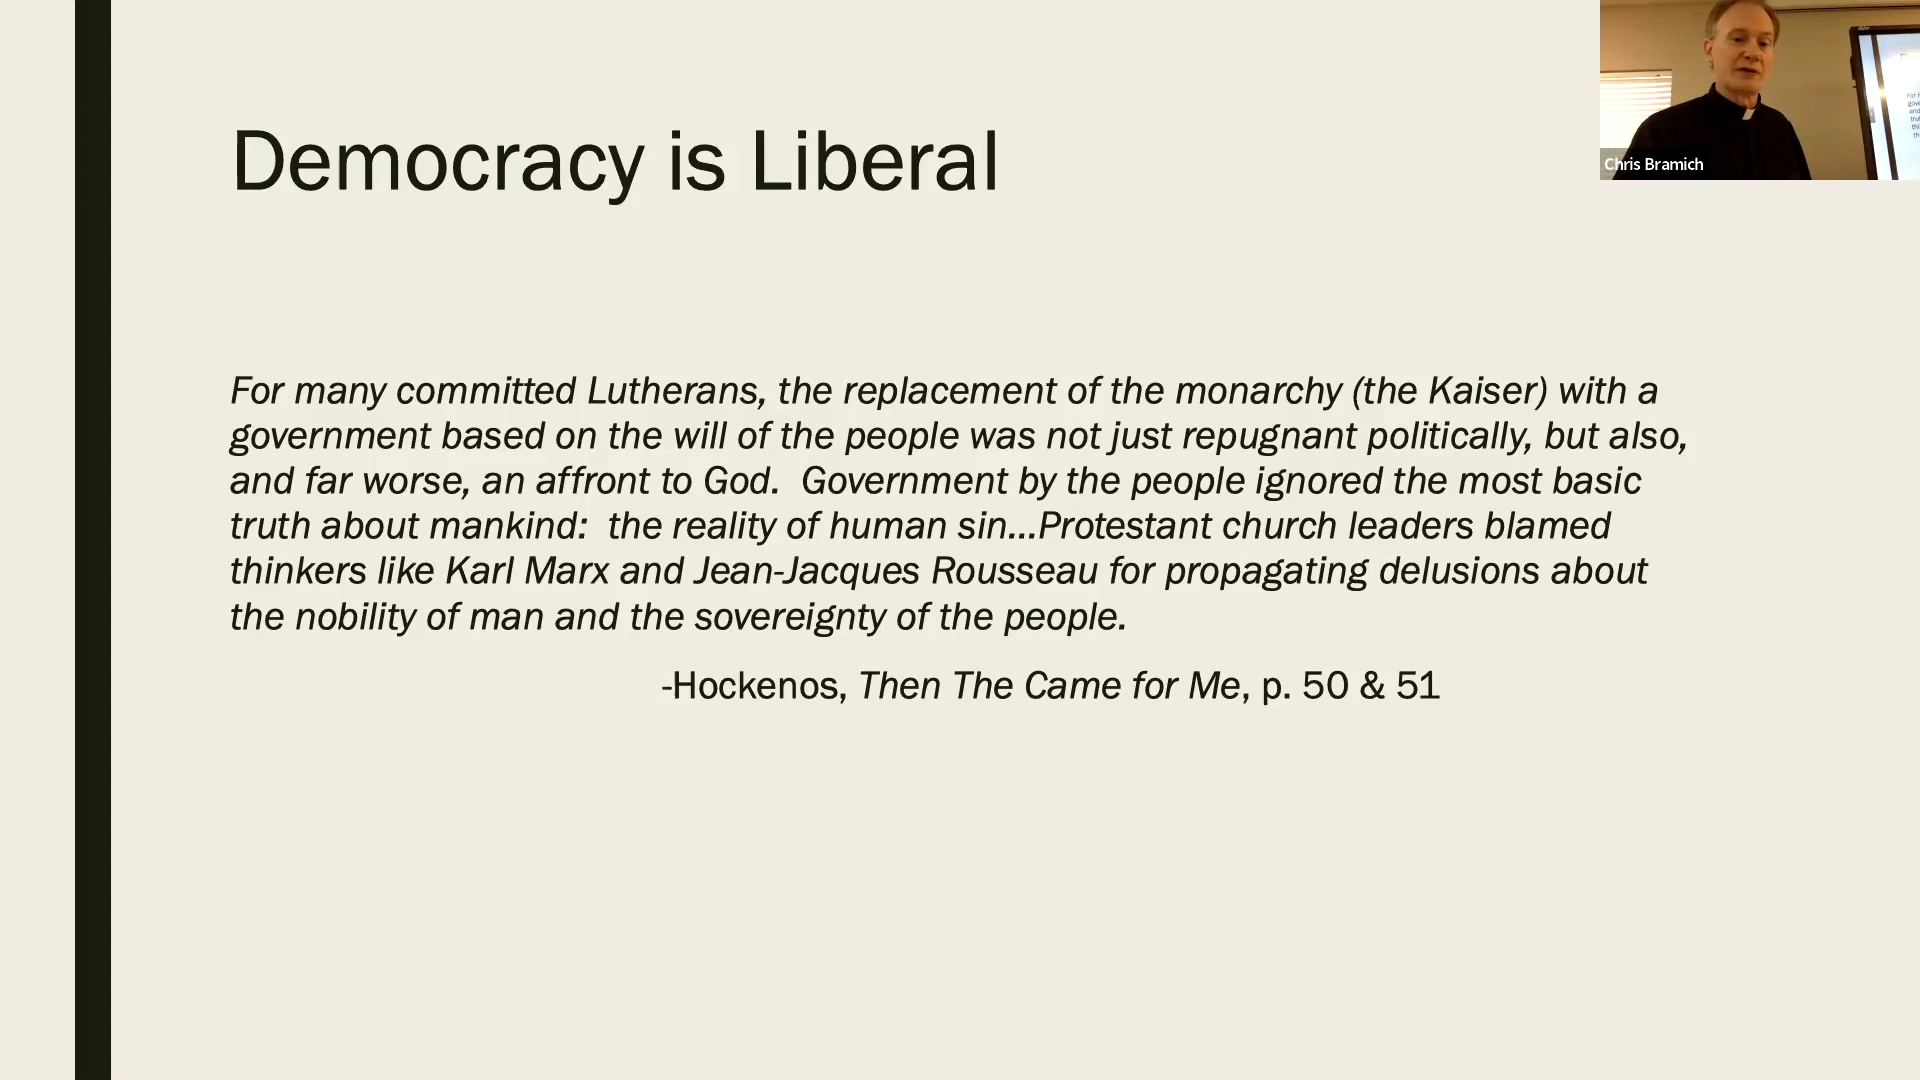 Democracy is Liberal
Chris Bramich
For many committed Lutherans, the replacement of the monarchy (the Kaiser) with a
government based on the will of the people was not just repugnant politically, but also,
and far worse, an affront to God.  Government by the people ignored the most basic
truth about mankind:  the reality of human sin...Protestant church leaders blamed
thinkers like Karl Marx and Jean-Jacques Rousseau for propagating delusions about
the nobility of man and the sovereignty of the people.
-Hockenos, Then The Came for Me, p. 50 & 51